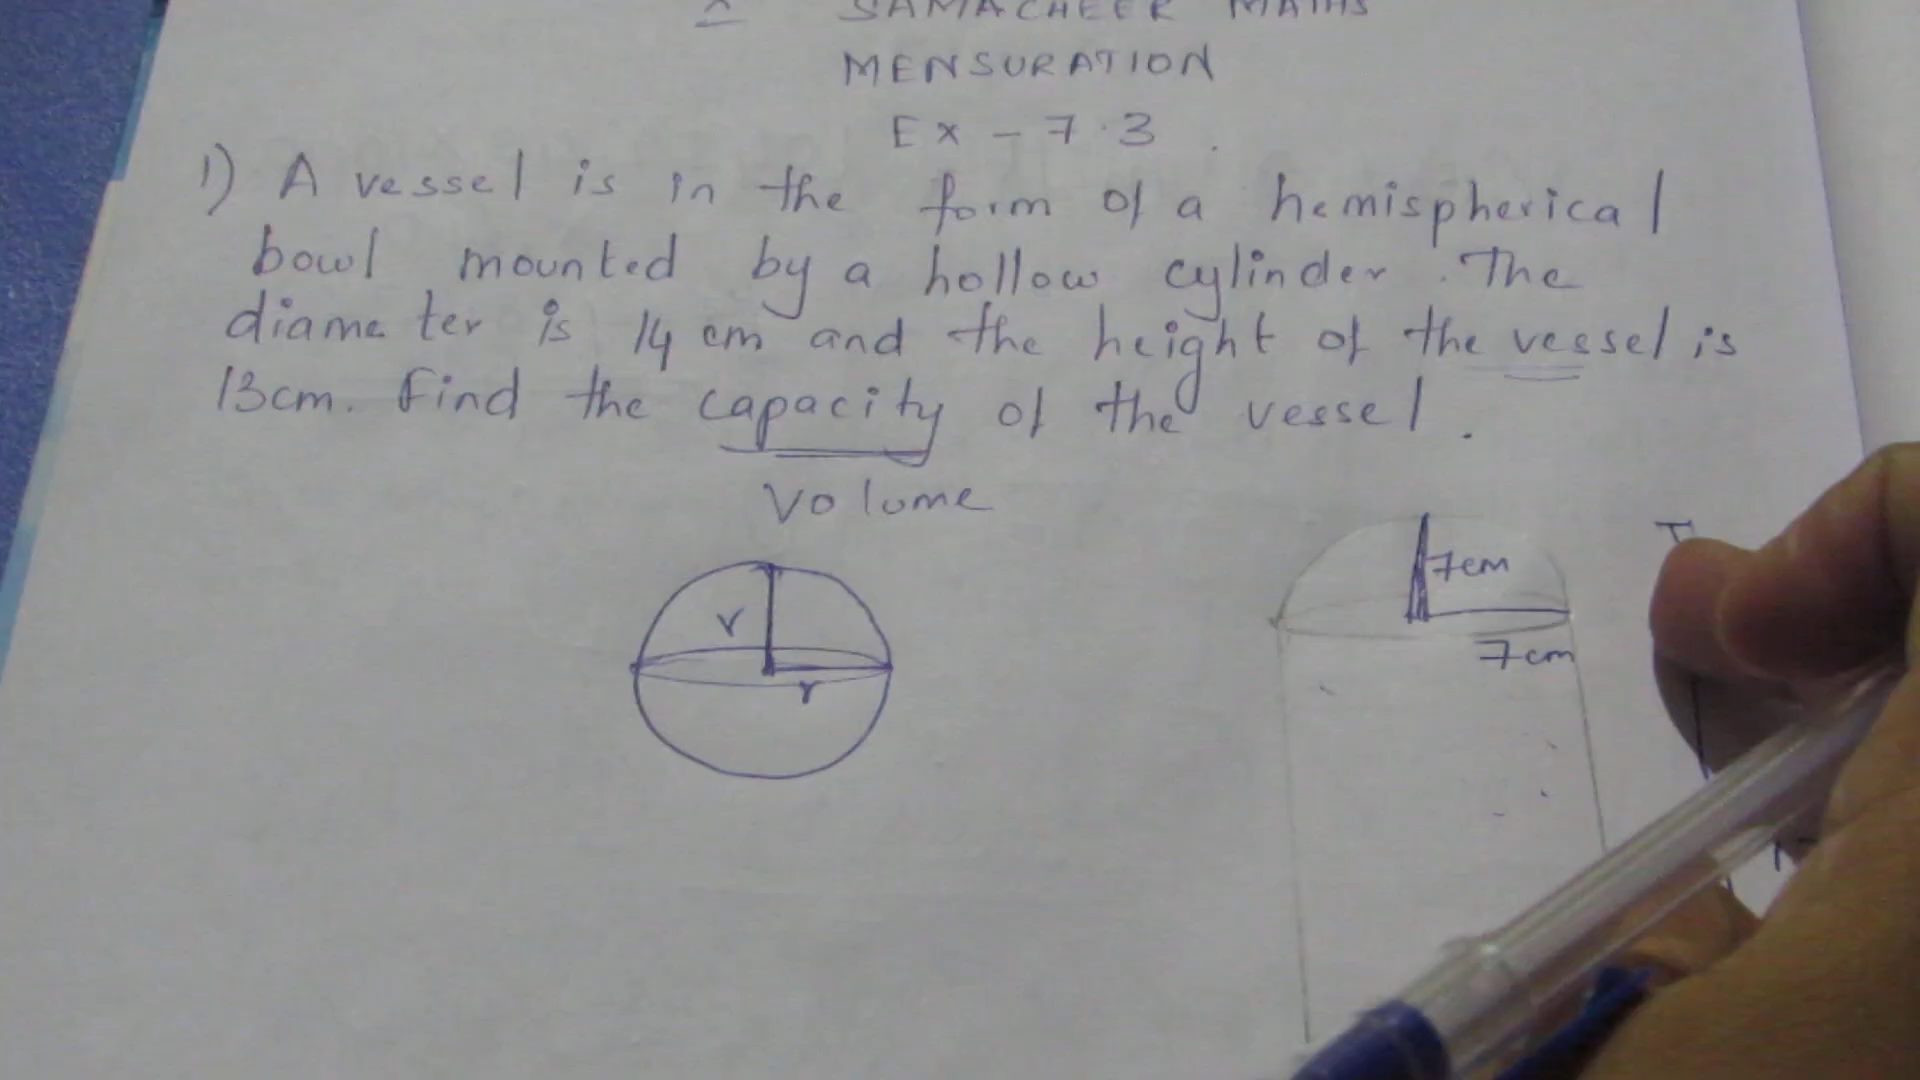 X SAMACHEER MATHS
MENSURATION
Ex - 7.3
1) A vessel is in the form of a hemispherical
bowl mounted by a hollow cylinder. The
diameter is 14 cm and the height of the vessel is
13cm. Find the capacity of the vessel.
Volume
7cm
r
7cm
r